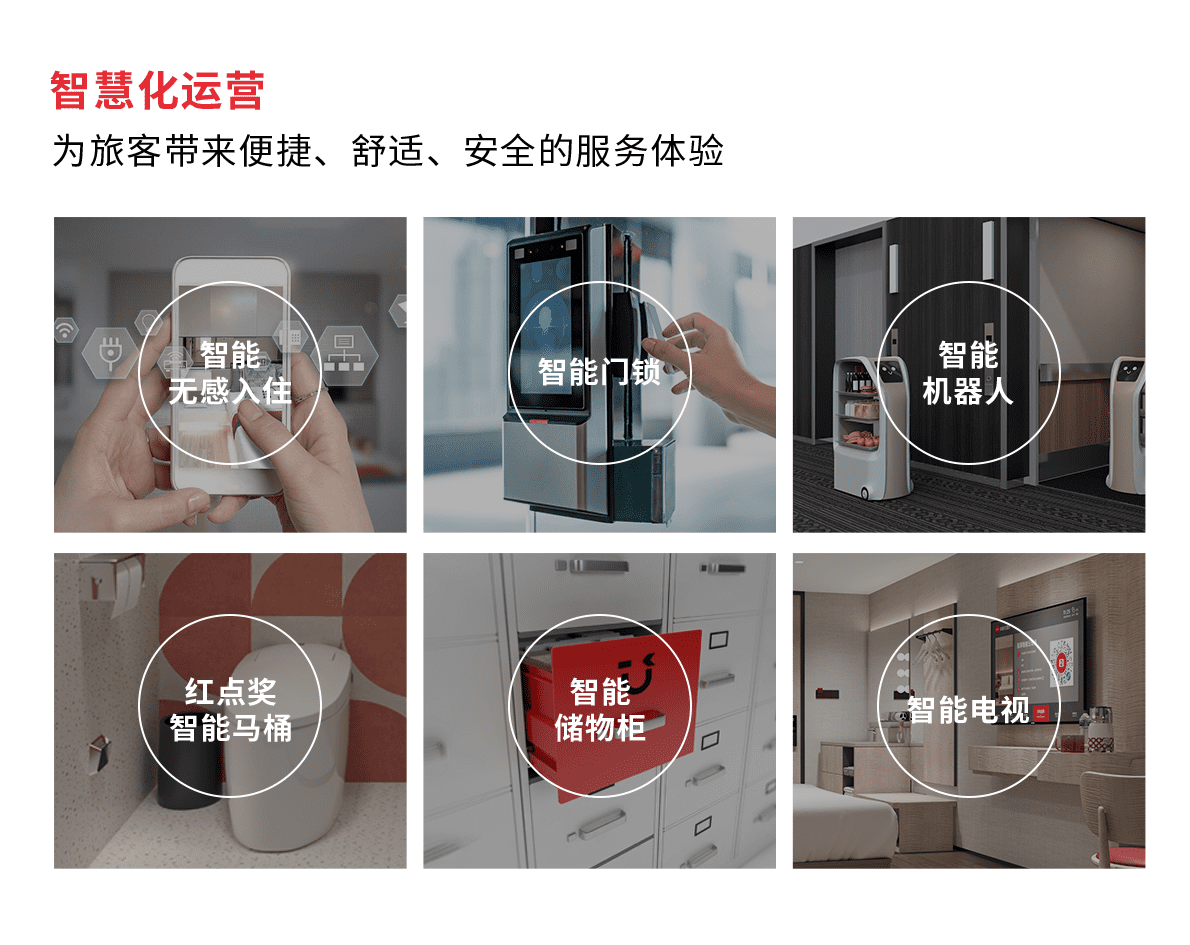 智慧化运营
为旅客带来便捷、舒适、安全的服务体验
智能
无感入住
智能门锁
智能
机器人
红点奖
智能马桶
智能
储物柜
智能电视